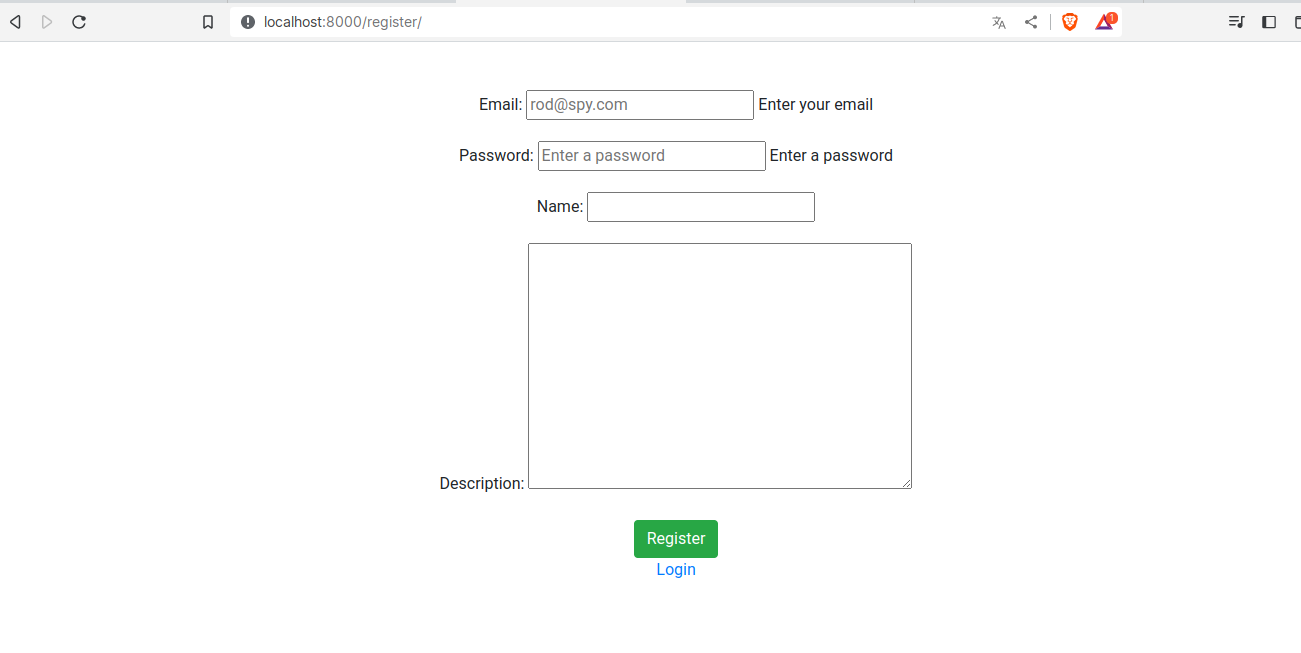 localhost:8000/register/
1
Email: rod@spy.com Enter your email
Password: Enter a password Enter a password
Name:
Description:
Register
Login